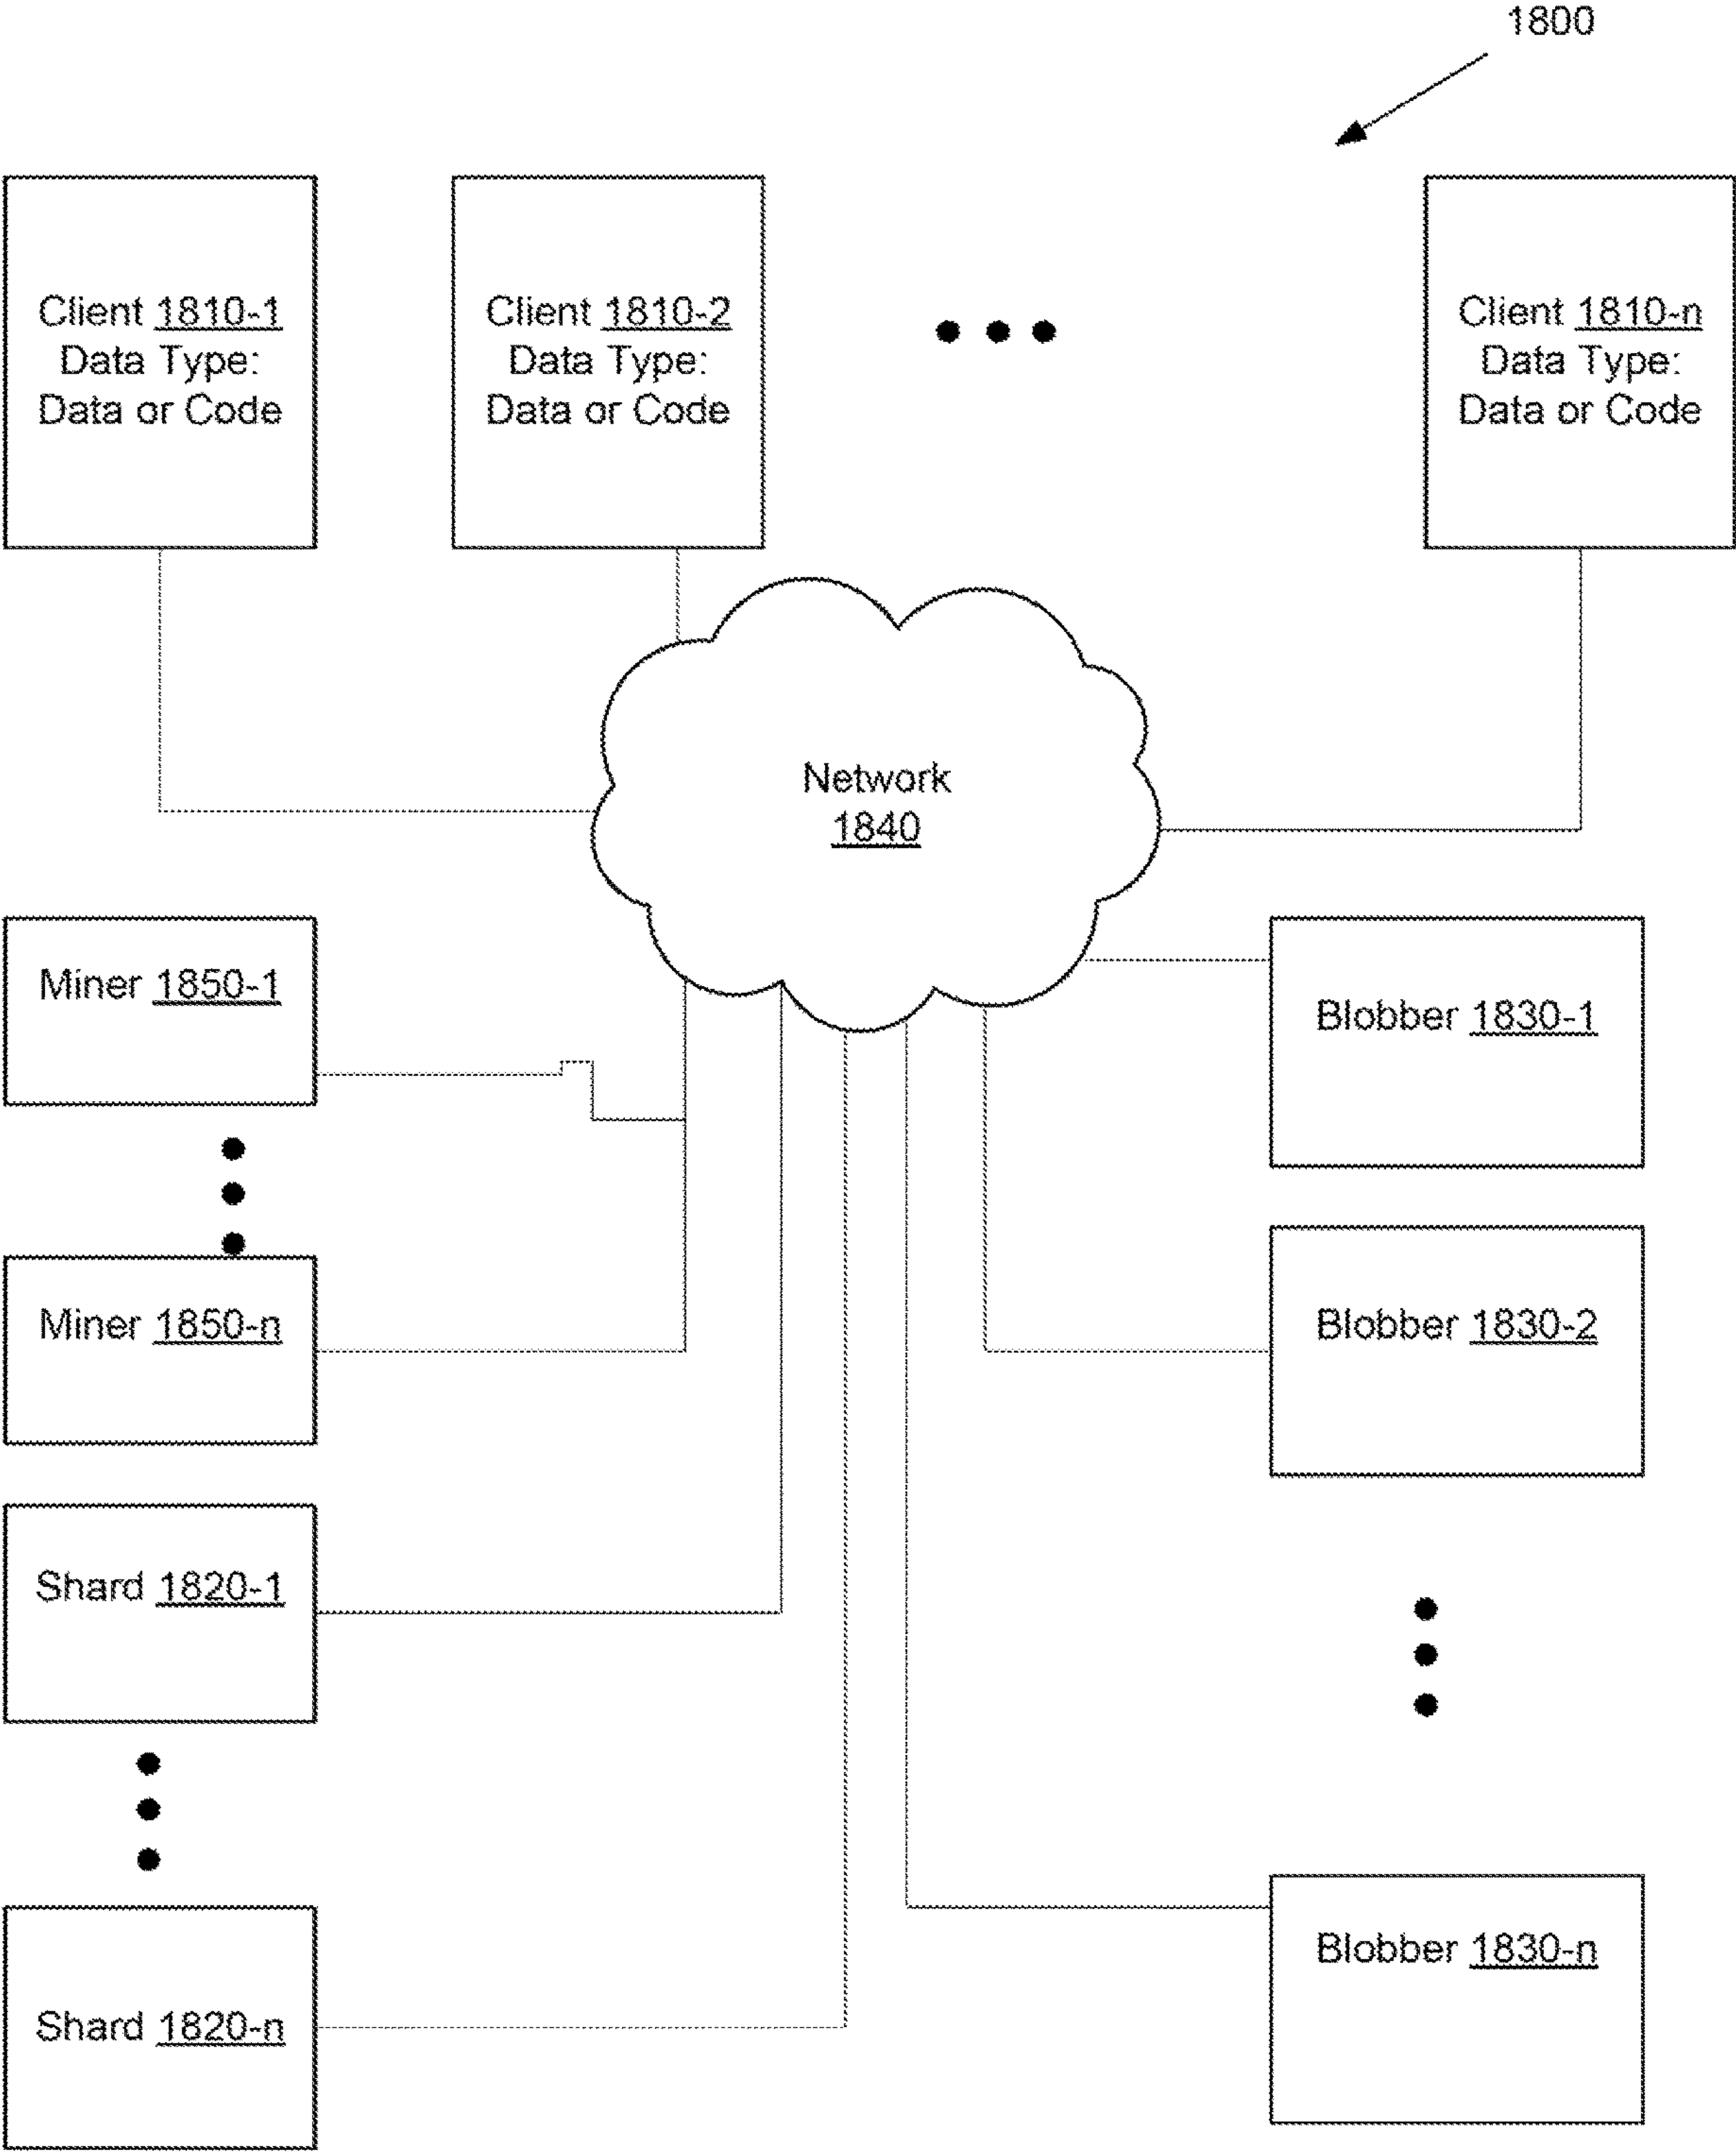 1800
Client 1810-1
Data Type:
Data or Code
Client 1810-2
Data Type:
Data or Code
Client 1810-n
Data Type:
Data or Code
Network
1840
Miner 1850-1
Blobber 1830-1
Miner 1850-n
Blobber 1830-2
Shard 1820-1
Blobber 1830-n
Shard 1820-n